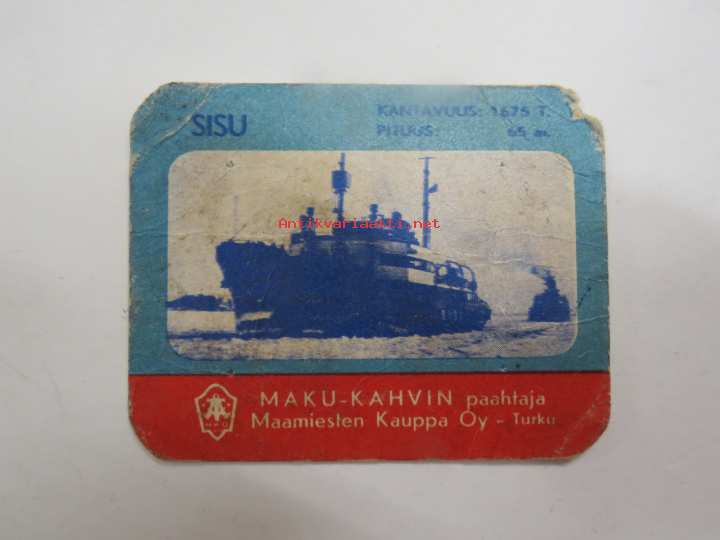 SISU
KANTAVUUS: 1675 T.
PITUUS: 65 m.
Antikvariaatti.net
MAKU-KAHVIN paahtaja
Maamiesten Kauppa Oy - Turku